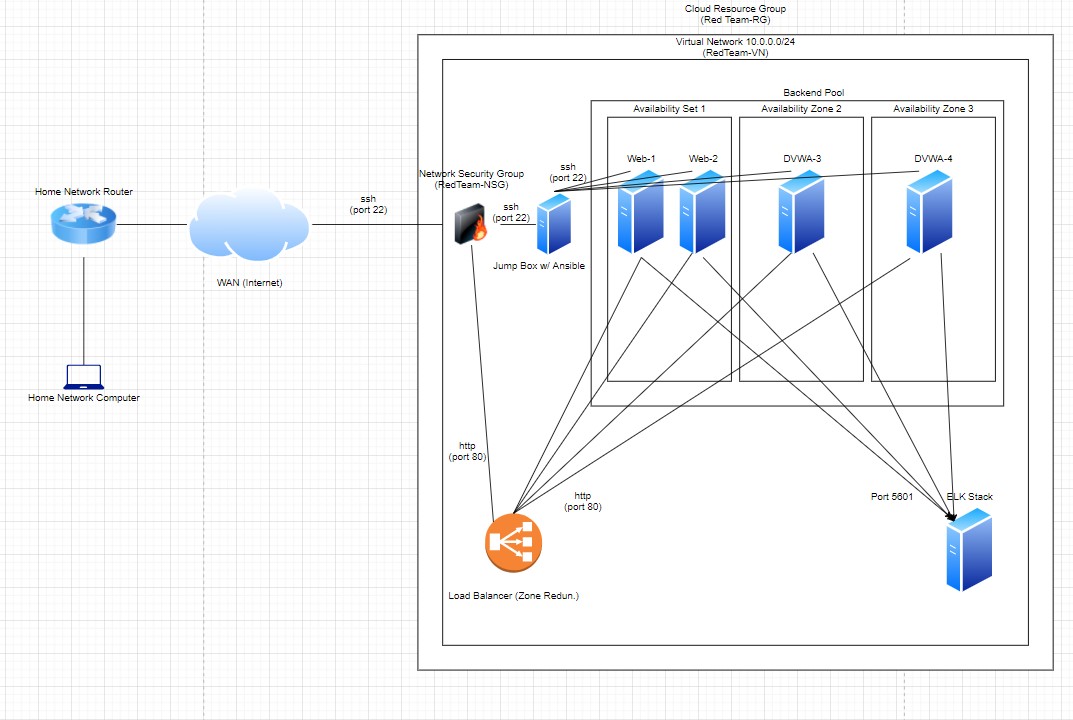 Cloud Resource Group
(Red Team-RG)
Virtual Network 10.0.0.0/24
(RedTeam-VN)
Backend Pool
Availability Set 1
Availability Zone 2
Availability Zone 3
Web-1
Web-2
DVWA-3
DVWA-4
ssh
(port 22)
Network Security Group
(RedTeam-NSG)
Home Network Router
ssh
(port 22)
ssh
(port 22)
Jump Box w/ Ansible
WAN (Internet)
Home Network Computer
http
(port 80)
http
(port 80)
Port 5601
ELK Stack
Load Balancer (Zone Redun.)